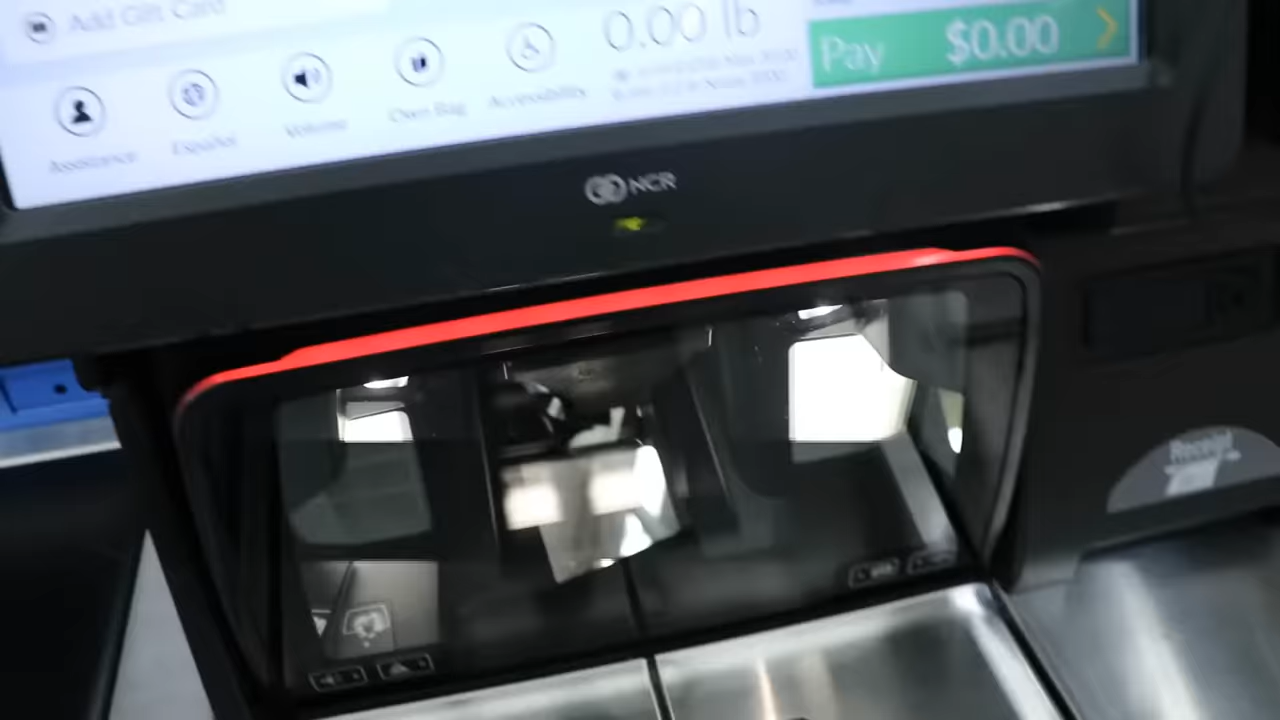 Add Gift Card
0.00 lb
Pay $0.00
Assistance
Español
Volume
Own Bag
Accessibility
NCR
Receipt